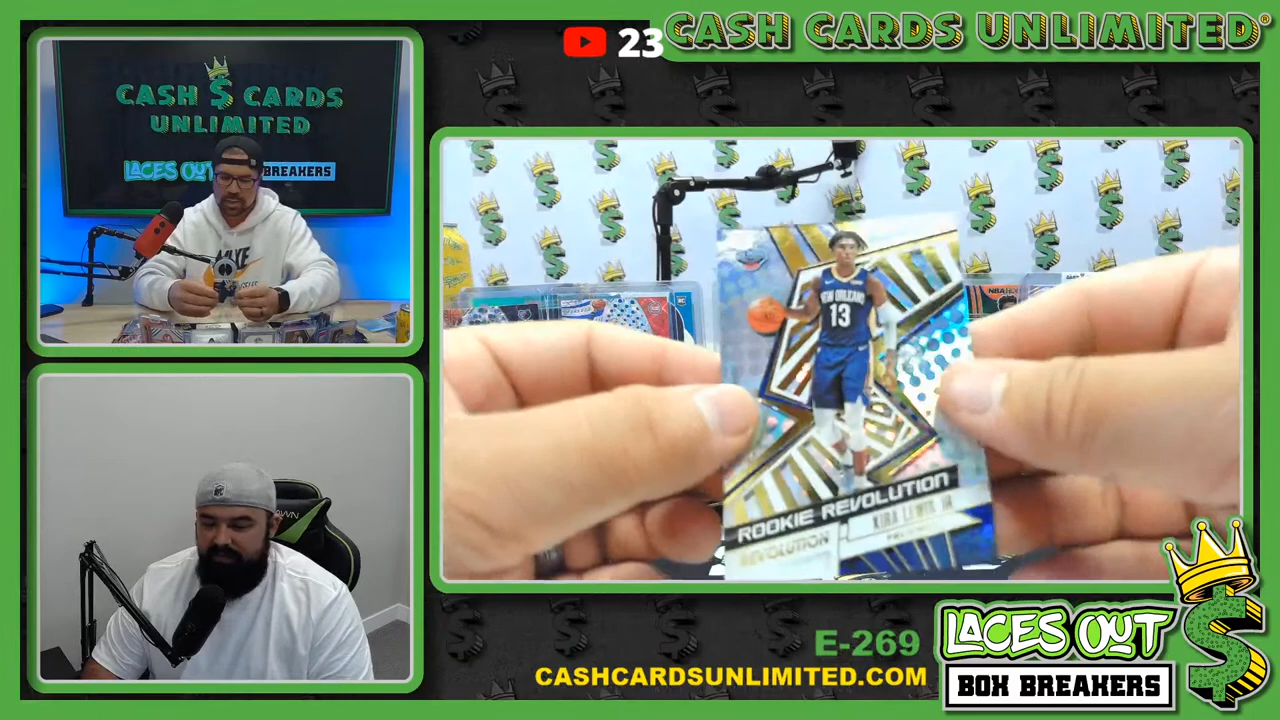 23
CASH CARDS UNLIMITED®
CASH $ CARDS
UNLIMITED
LACES OUT
BREAKERS
NEW ORLEANS
13
ROOKIE REVOLUTION
KIRA LEWIS JR
REVOLUTION
E-269
CASHCARDSUNLIMITED.COM
LACES OUT
BOX BREAKERS